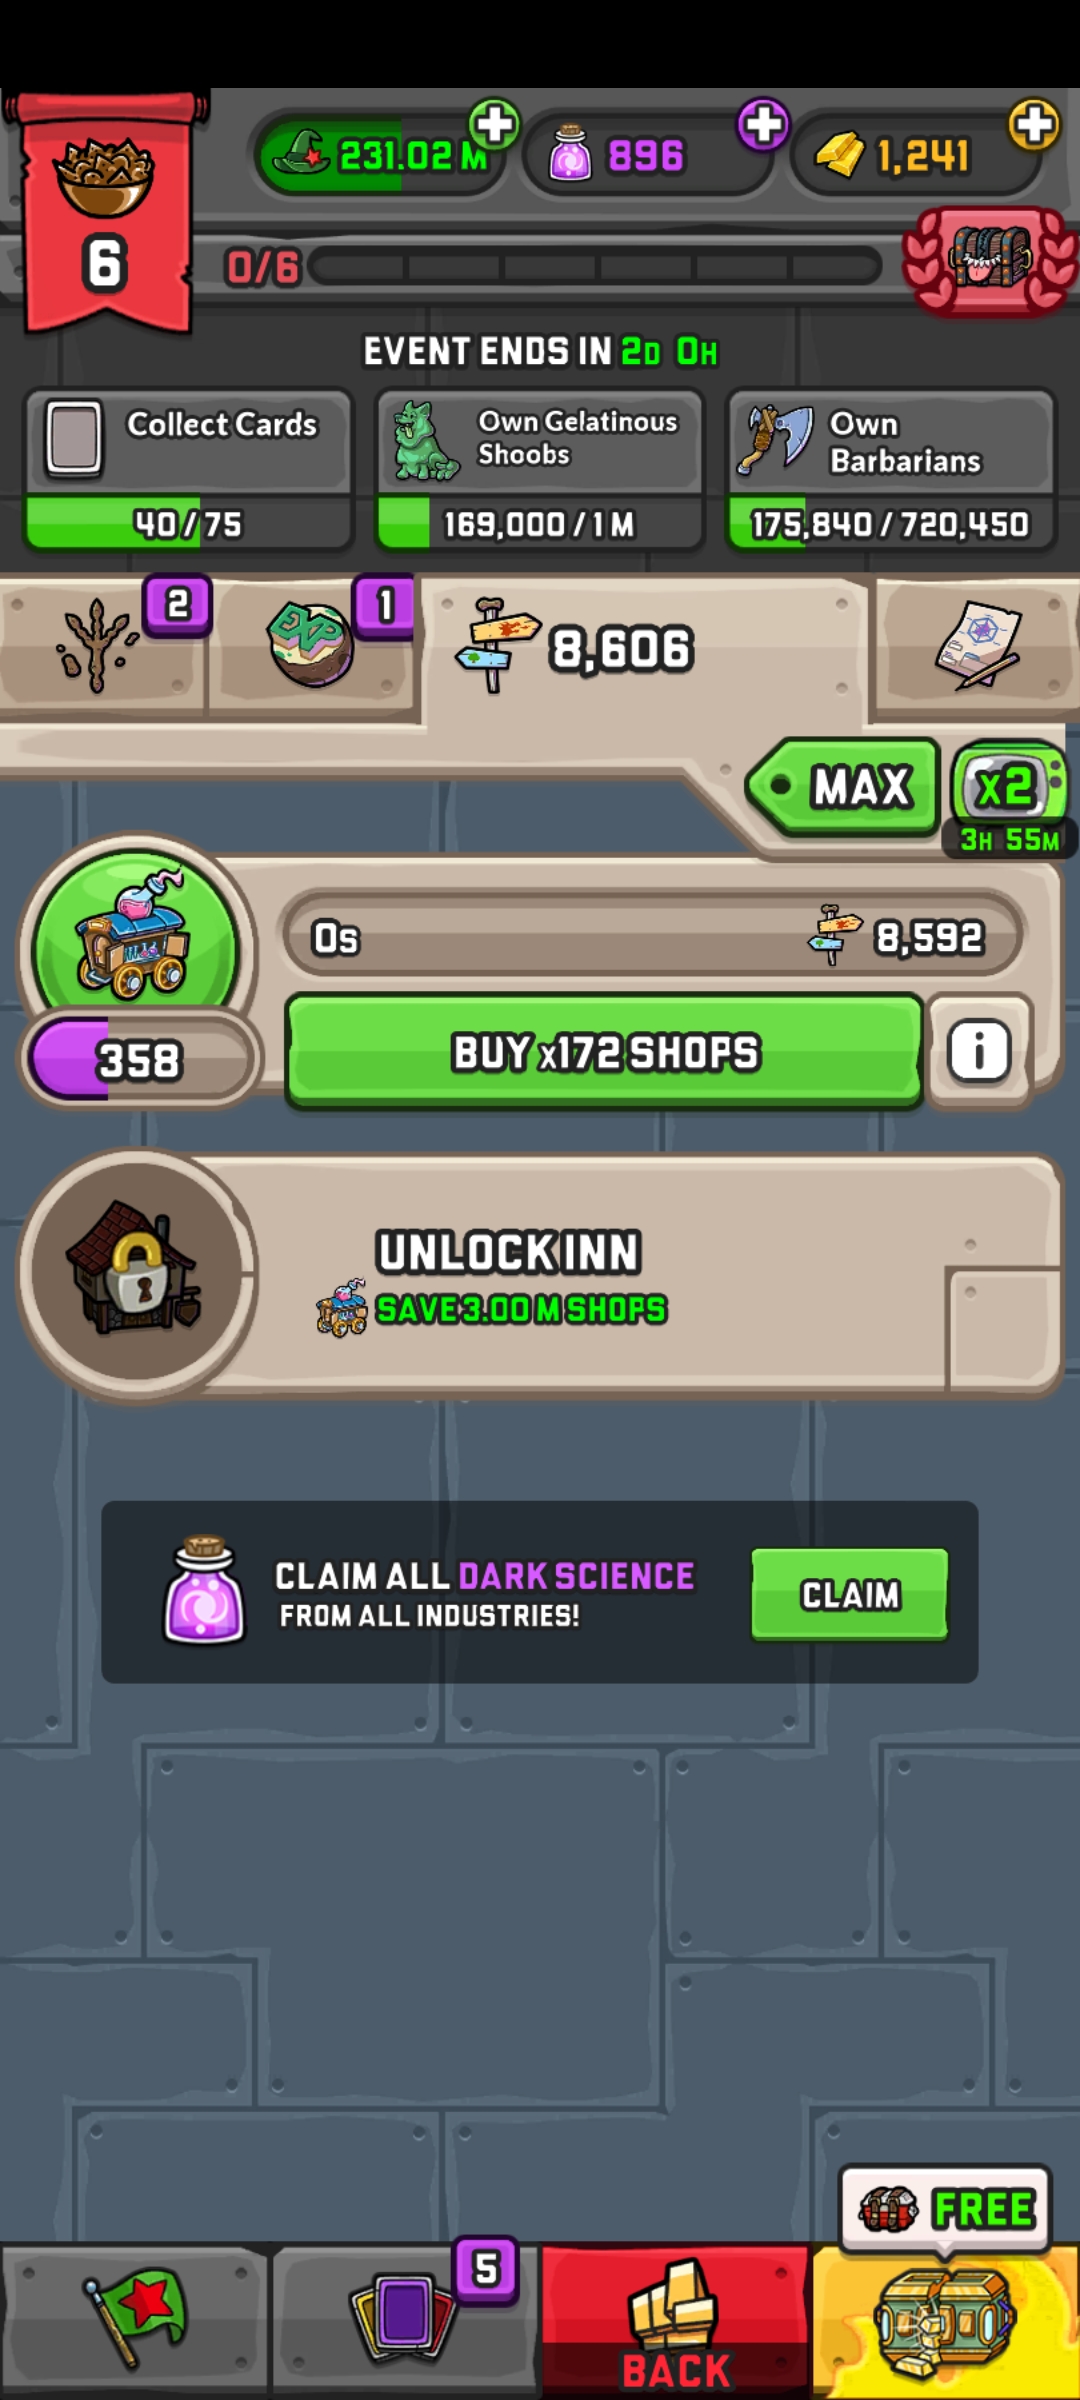 231.02 M
896
1,241
6
0/6
EVENT ENDS IN 2D 0H
Collect Cards
40/75
Own Gelatinous
Shoobs
169,000/1 M
Own
Barbarians
175,840/720,450
2
EXP
1
8,606
MAX
x2
3H 55M
0s
8,592
358
BUY x172 SHOPS
i
UNLOCK INN
SAVE 3.00 M SHOPS
CLAIM ALL DARK SCIENCE
FROM ALL INDUSTRIES!
CLAIM
FREE
5
BACK